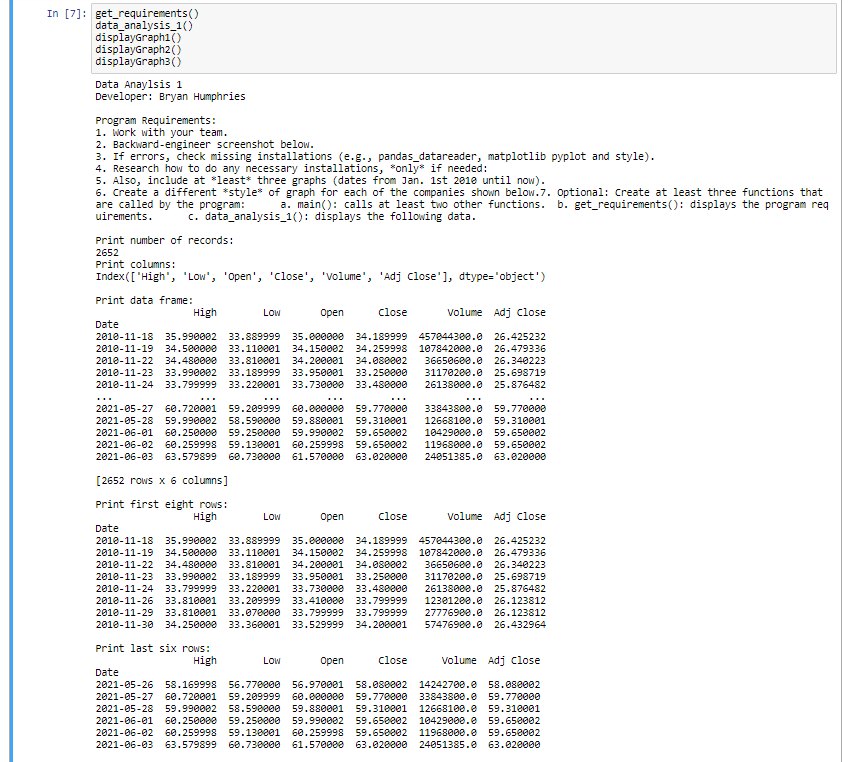 In [7]: get_requirements()
data_analysis_1()
displayGraph1()
displayGraph2()
displayGraph3()
Data Anaylsis 1
Developer: Bryan Humphries
Program Requirements:
1. Work with your team.
2. Backward-engineer screenshot below.
3. If errors, check missing installations (e.g., pandas_datareader, matplotlib pyplot and style).
4. Research how to do any necessary installations, *only* if needed:
5. Also, include at *least* three graphs (dates from Jan. 1st 2010 until now).
6. Create a different *style* of graph for each of the companies shown below.7. Optional: Create at least three functions that
are called by the program:      a. main(): calls at least two other functions.  b. get_requirements(): displays the program req
uirements.      c. data_analysis_1(): displays the following data.
Print number of records:
2652
Print columns:
Index(['High', 'Low', 'Open', 'Close', 'Volume', 'Adj Close'], dtype='object')
Print data frame:
High Low Open Close Volume Adj Close
Date
2010-11-18 35.990002 33.889999 35.000000 34.189999 457044300.0 26.425232
2010-11-19 34.500000 33.110001 34.150002 34.259998 107842000.0 26.479336
2010-11-22 34.480000 33.810001 34.200001 34.080002 36650600.0 26.340223
2010-11-23 33.990002 33.189999 33.950001 33.250000 31170200.0 25.698719
2010-11-24 33.799999 33.220001 33.730000 33.480000 26138000.0 25.876482
... ... ... ... ... ... ...
2021-05-27 60.720001 59.209999 60.000000 59.770000 33843800.0 59.770000
2021-05-28 59.990002 58.590000 59.880001 59.310001 12668100.0 59.310001
2021-06-01 60.250000 59.250000 59.990002 59.650002 10429000.0 59.650002
2021-06-02 60.259998 59.130001 60.259998 59.650002 11968000.0 59.650002
2021-06-03 63.579899 60.730000 61.570000 63.020000 24051385.0 63.020000
[2652 rows x 6 columns]
Print first eight rows:
High Low Open Close Volume Adj Close
Date
2010-11-18 35.990002 33.889999 35.000000 34.189999 457044300.0 26.425232
2010-11-19 34.500000 33.110001 34.150002 34.259998 107842000.0 26.479336
2010-11-22 34.480000 33.810001 34.200001 34.080002 36650600.0 26.340223
2010-11-23 33.990002 33.189999 33.950001 33.250000 31170200.0 25.698719
2010-11-24 33.799999 33.220001 33.730000 33.480000 26138000.0 25.876482
2010-11-26 33.810001 33.209999 33.410000 33.799999 12301200.0 26.123812
2010-11-29 33.810001 33.070000 33.799999 33.799999 27776900.0 26.123812
2010-11-30 34.250000 33.360001 33.529999 34.200001 57476900.0 26.432964
Print last six rows:
High Low Open Close Volume Adj Close
Date
2021-05-26 58.169998 56.770000 56.970001 58.080002 14242700.0 58.080002
2021-05-27 60.720001 59.209999 60.000000 59.770000 33843800.0 59.770000
2021-05-28 59.990002 58.590000 59.880001 59.310001 12668100.0 59.310001
2021-06-01 60.250000 59.250000 59.990002 59.650002 10429000.0 59.650002
2021-06-02 60.259998 59.130001 60.259998 59.650002 11968000.0 59.650002
2021-06-03 63.579899 60.730000 61.570000 63.020000 24051385.0 63.020000